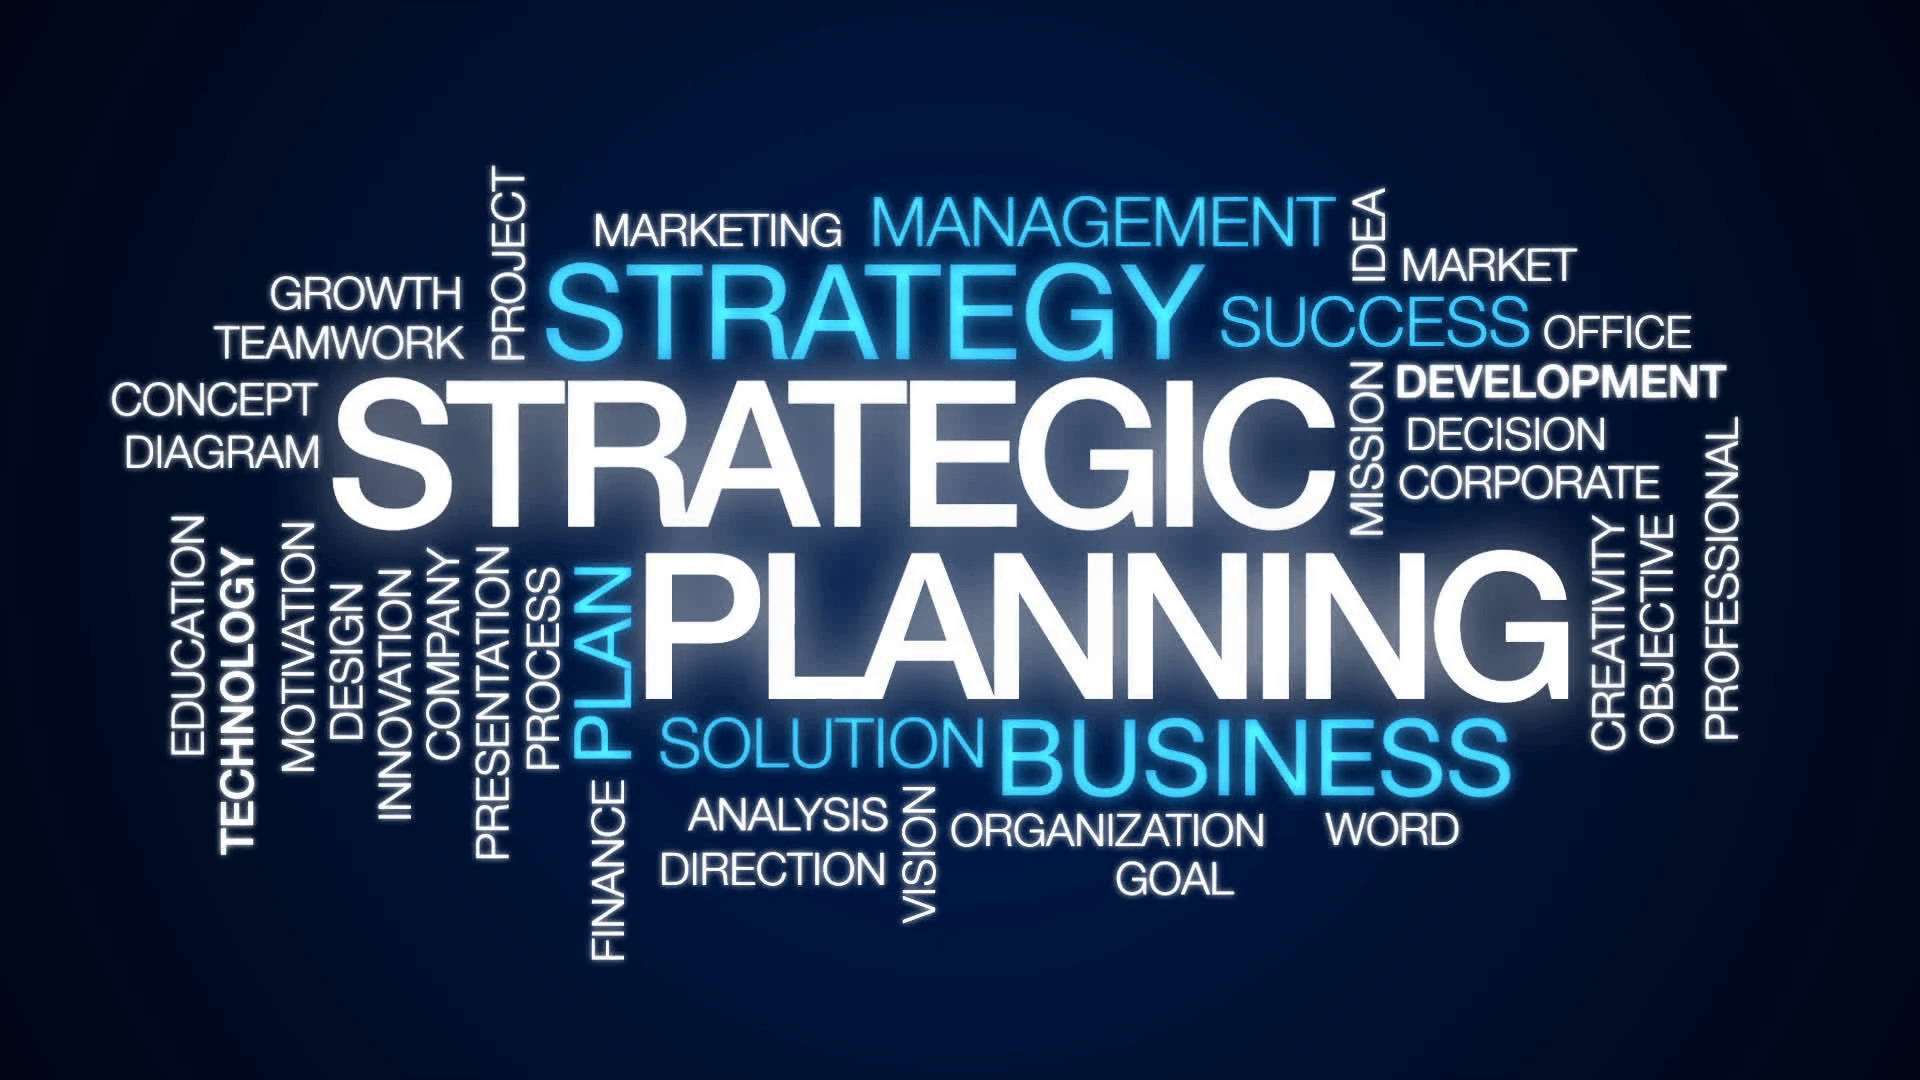 PROJECT
MARKETING
MANAGEMENT
IDEA
MARKET
GROWTH
STRATEGY
SUCCESS
OFFICE
TEAMWORK
CONCEPT
DIAGRAM
STRATEGIC
MISSION
DEVELOPMENT
DECISION
CORPORATE
PROFESSIONAL
EDUCATION
TECHNOLOGY
MOTIVATION
DESIGN
INNOVATION
COMPANY
PRESENTATION
PROCESS
PLAN
PLANNING
CREATIVITY
OBJECTIVE
SOLUTION
BUSINESS
FINANCE
ANALYSIS
DIRECTION
VISION
ORGANIZATION
WORD
GOAL